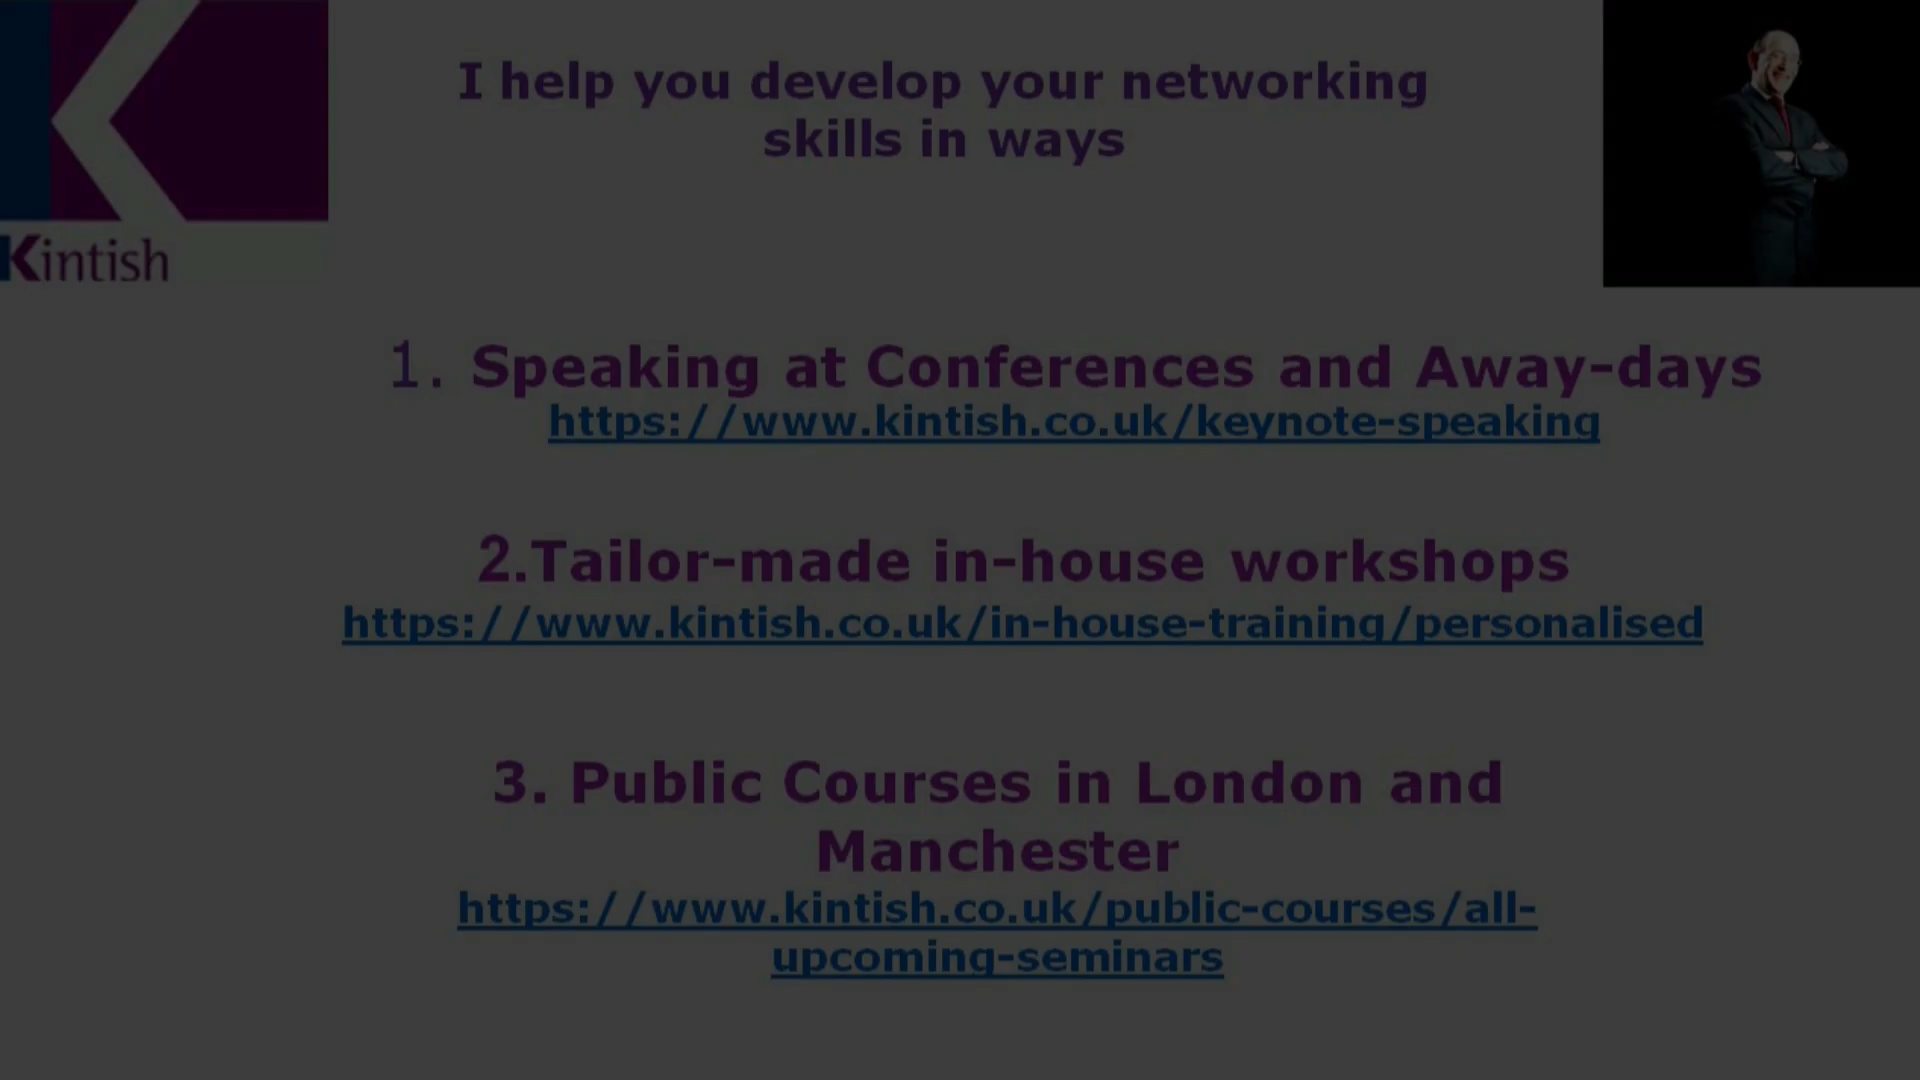 I help you develop your networking
skills in ways
Kintish
1. Speaking at Conferences and Away-days
https://www.kintish.co.uk/keynote-speaking
2.Tailor-made in-house workshops
https://www.kintish.co.uk/in-house-training/personalised
3. Public Courses in London and
Manchester
https://www.kintish.co.uk/public-courses/all-
upcoming-seminars